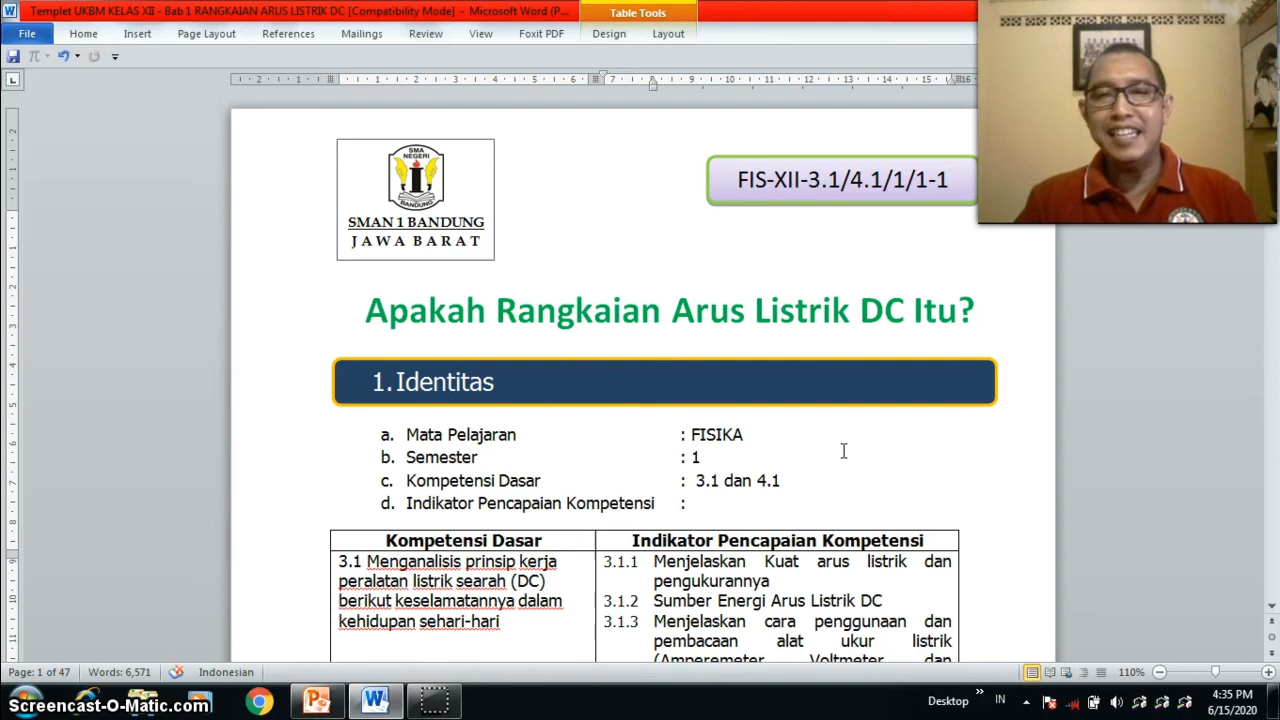 Templet UKBM KELAS XII - Bab 1 RANGKAIAN ARUS LISTRIK DC [Compatibility Mode] - Microsoft Word (P...
Table Tools
File Home Insert Page Layout References Mailings Review View Foxit PDF Design Layout
SMA
NEGERI
BANDUNG
SMAN 1 BANDUNG
JAWA BARAT
FIS-XII-3.1/4.1/1/1-1
Apakah Rangkaian Arus Listrik DC Itu?
1. Identitas
a. Mata Pelajaran : FISIKA
b. Semester : 1
c. Kompetensi Dasar : 3.1 dan 4.1
d. Indikator Pencapaian Kompetensi :
Kompetensi Dasar
3.1 Menganalisis prinsip kerja
peralatan listrik searah (DC)
berikut keselamatannya dalam
kehidupan sehari-hari
Indikator Pencapaian Kompetensi
3.1.1 Menjelaskan Kuat arus listrik dan
pengukurannya
3.1.2 Sumber Energi Arus Listrik DC
3.1.3 Menjelaskan cara penggunaan dan
pembacaan alat ukur listrik
(Amperemeter, Voltmeter dan
Page: 1 of 47 Words: 6,571 Indonesian 110%
Screencast-O-Matic.com
Desktop IN 4:35 PM
6/15/2020